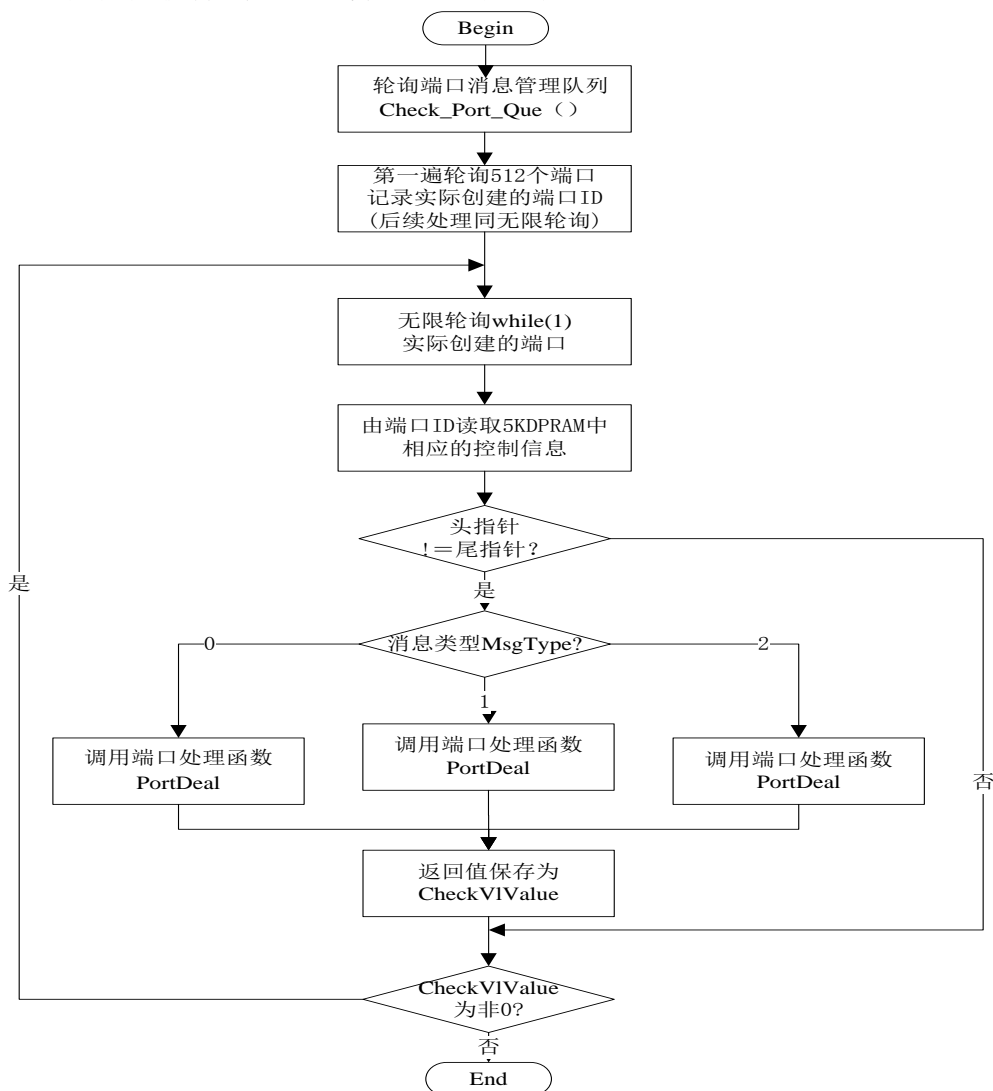 Begin
轮询端口消息管理队列
Check_Port_Que（）
第一遍轮询512个端口
记录实际创建的端口ID
(后续处理同无限轮询)
无限轮询while(1)
实际创建的端口
由端口ID读取5KDPRAM中
相应的控制信息
头指针
!＝尾指针?
是
是
消息类型MsgType?
0
2
1
调用端口处理函数
PortDeal
调用端口处理函数
PortDeal
调用端口处理函数
PortDeal
否
返回值保存为
CheckVlValue
CheckVlValue
为非0?
否
End